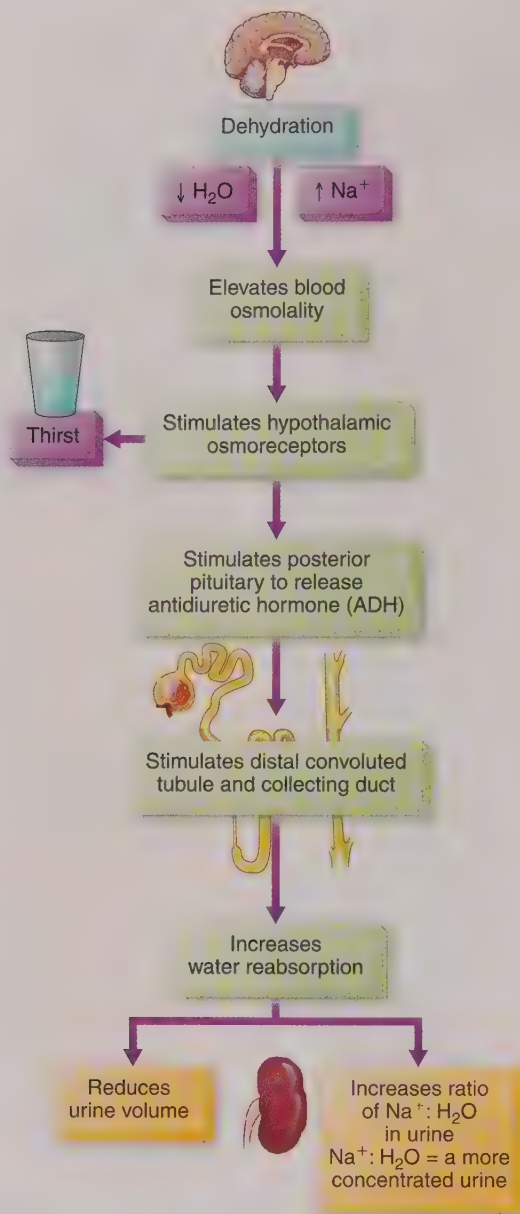 Dehydration
↓ H₂O
↑ Na⁺
Elevates blood
osmolality
Thirst
Stimulates hypothalamic
osmoreceptors
Stimulates posterior
pituitary to release
antidiuretic hormone (ADH)
Stimulates distal convoluted
tubule and collecting duct
Increases
water reabsorption
Reduces
urine volume
Increases ratio
of Na⁺: H₂O
in urine
Na⁺: H₂O = a more
concentrated urine